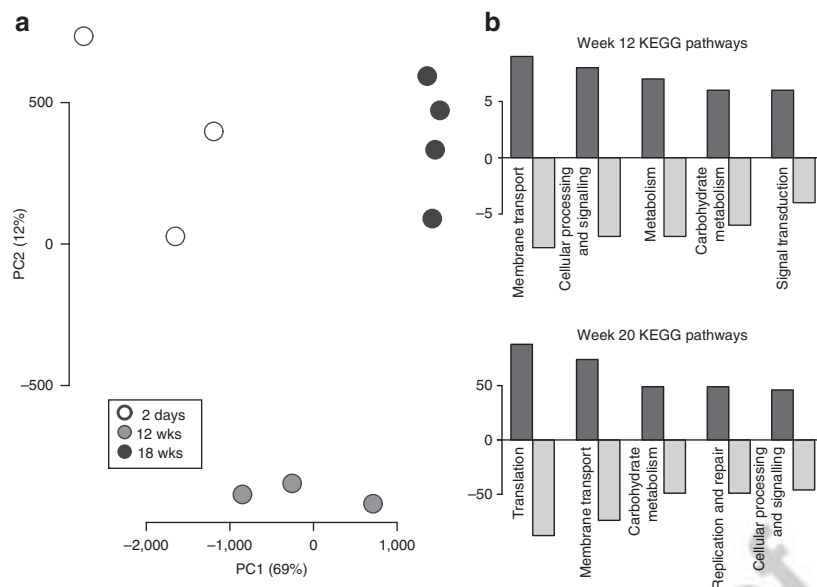 a
500
0
−500
PC2 (12%)
2 days
12 wks
18 wks
−2,000
−1,000
0
1,000
PC1 (69%)
b
Week 12 KEGG pathways
5
0
−5
Membrane transport
Cellular processing
and signalling
Metabolism
Carbohydrate
metabolism
Signal transduction
Week 20 KEGG pathways
50
0
−50
Translation
Membrane transport
Carbohydrate
metabolism
Replication and repair
Cellular processing
and signalling